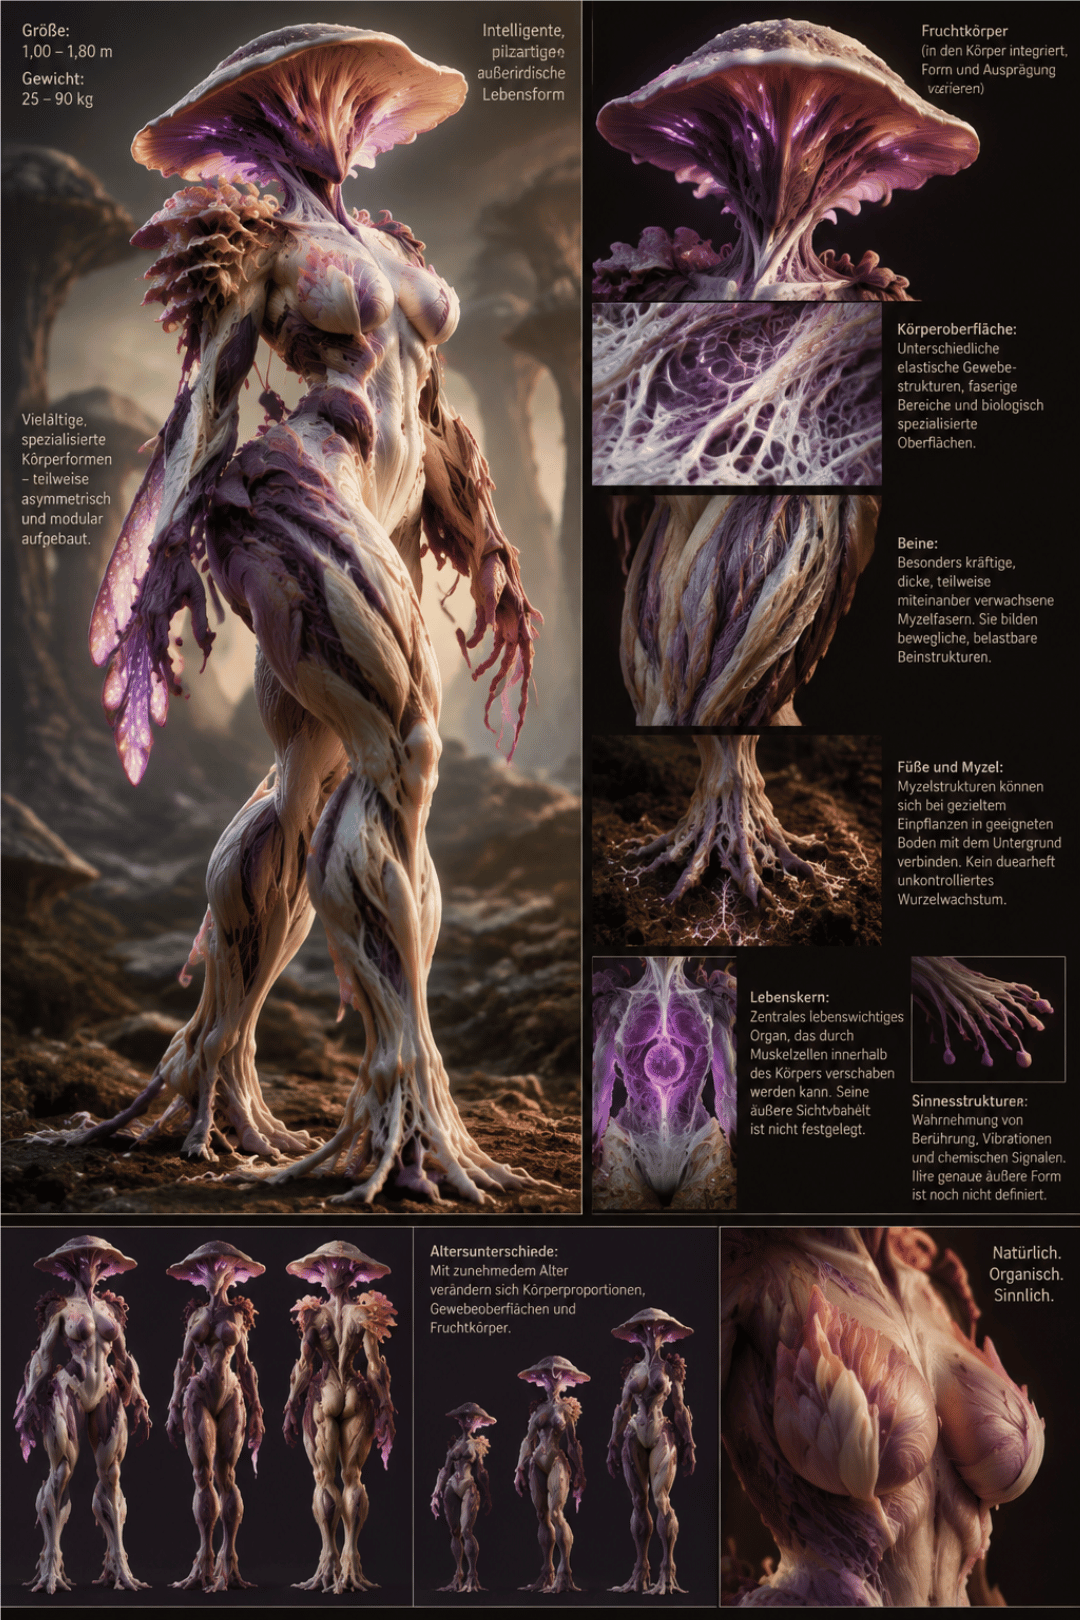 Größe:
1,00 – 1,80 m
Gewicht:
25 – 90 kg
Intelligente,
pilzartigen
außerirdische
Lebensform
Vielältige,
spezialisierte
Körperformen
– teilweise
asymmetrisch
und modular
aufgebaut.
Fruchtkörper
(in den Körper integriert,
Form und Ausprägung
vərieren)
Körperoberfläche:
Unterschiedliche
elastische Gewebe-
strukturen, faserige
Bereiche und biologisch
spezialisierte
Oberflächen.
Beine:
Besonders kräftige,
dicke, teilweise
miteinanber verwachsene
Myzelfasern. Sie bilden
bewegliche, belastbare
Beinstrukturen.
Füße und Myzel:
Myzelstrukturen können
sich bei gezieltem
Einpflanzen in geeigneten
Boden mit dem Untergrund
verbinden. Kein duearheft
unkontrolliertes
Wurzelwachstum.
Lebenskern:
Zentrales lebenswichtiges
Organ, das durch
Muskelzellen innerhalb
des Körpers verschaben
werden kann. Seine
äußere Sichtvbahèlt
ist nicht festgelegt.
Sinnesstrukturen:
Wahrnehmung von
Berührung, Vibrationen
und chemischen Signalen.
Ilire genaue äußere Form
ist noch nicht definiert.
Altersunterschiede:
Mit zunehmedem Alter
verändern sich Körperproportionen,
Gewebeoberflächen und
Fruchtkörper.
Natürlich.
Organisch.
Sinnlich.